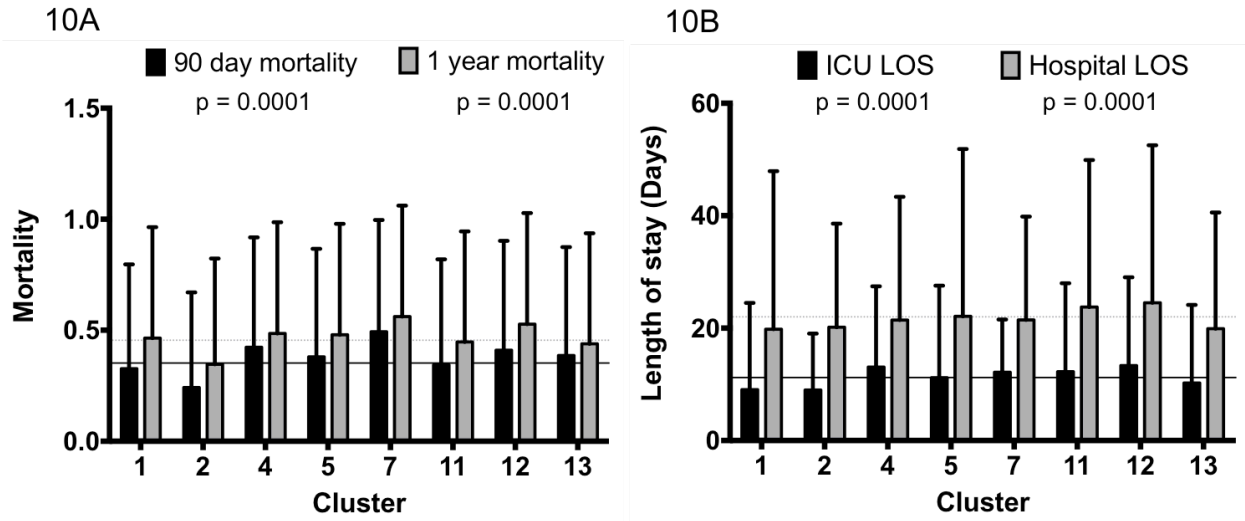 10A
90 day mortality 1 year mortality
p = 0.0001 p = 0.0001
1.5
1.0
0.5
0.0
Mortality
1 2 4 5 7 11 12 13
Cluster
10B
ICU LOS Hospital LOS
p = 0.0001 p = 0.0001
60
40
20
0
Length of stay (Days)
1 2 4 5 7 11 12 13
Cluster